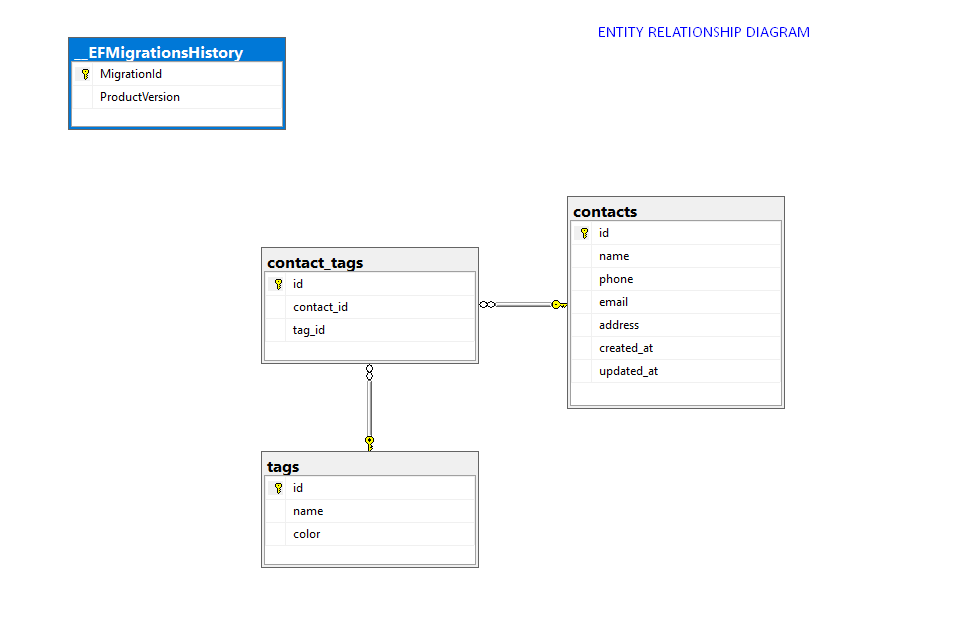 ENTITY RELATIONSHIP DIAGRAM
__EFMigrationsHistory
MigrationId
ProductVersion
contacts
id
name
phone
email
address
created_at
updated_at
contact_tags
id
contact_id
tag_id
tags
id
name
color